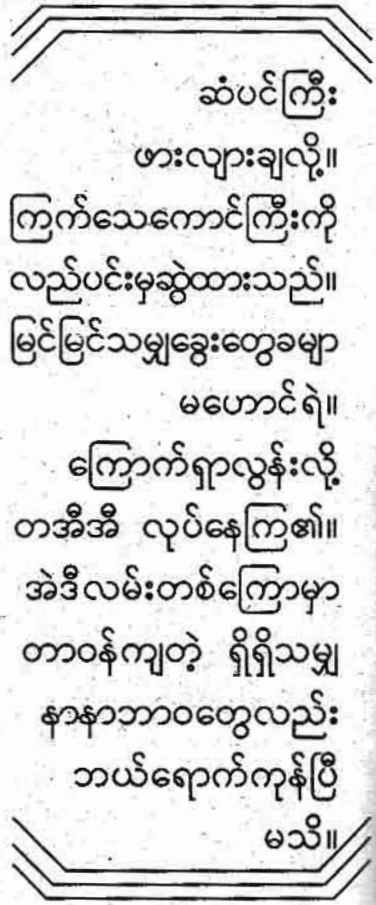 ဆံပင်ကြီး
ဖားလျားချလို့။
ကြက်သေကောင်ကြီးကို
လည်ပင်းမှဆွဲထားသည်။
မြင်မြင်သမျှခွေးတွေခမျာ
မဟောင်ရဲ။
ကြောက်ရှာလွန်းလို့
တအီအီ လုပ်နေကြ၏။
အဲဒီလမ်းတစ်ကြောမှာ
တာဝန်ကျတဲ့ ရှိရှိသမျှ
နာနာဘာဝတွေလည်း
ဘယ်ရောက်ကုန်ပြီ
မသိ။